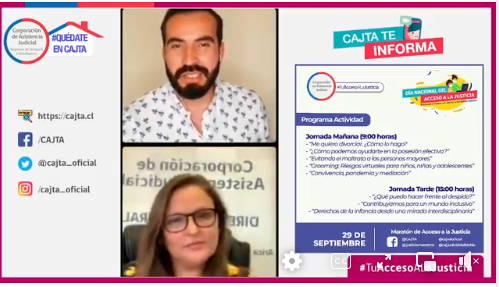 Corporación
de Asistencia
Judicial
#QUÉDATE
EN CAJTA
https://cajta.cl
/CAJTA
@cajta_oficial
/cajta_oficial
Corporación de
Asistencia Judicial
Arica
CAJTA TE
INFORMA
#TuAccesoALaJusticia
DÍA NACIONAL DEL
ACCESO A LA JUSTICIA
Programa Actividad
Jornada Mañana (9:00 horas)
- "Me quiero divorciar. ¿Cómo lo hago?
- "¿Cómo podemos ayudarte en la posesión efectiva?"
- "Evitando el maltrato a las personas mayores"
- "Grooming: Riesgos virtuales para niños, niñas y adolescentes"
- "Convivencia, pandemia y mediación"
Jornada Tarde (15:00 horas)
- "¿Qué puedo hacer frente al despido?"
- "Contribuyamos para un mundo inclusivo"
- "Derechos de la infancia desde una mirada interdisciplinaria"
29 DE
SEPTIEMBRE
Maratón de Acceso a la Justicia
@CAJTA
@cajtaoficial
#TuAccesoALaJusticia